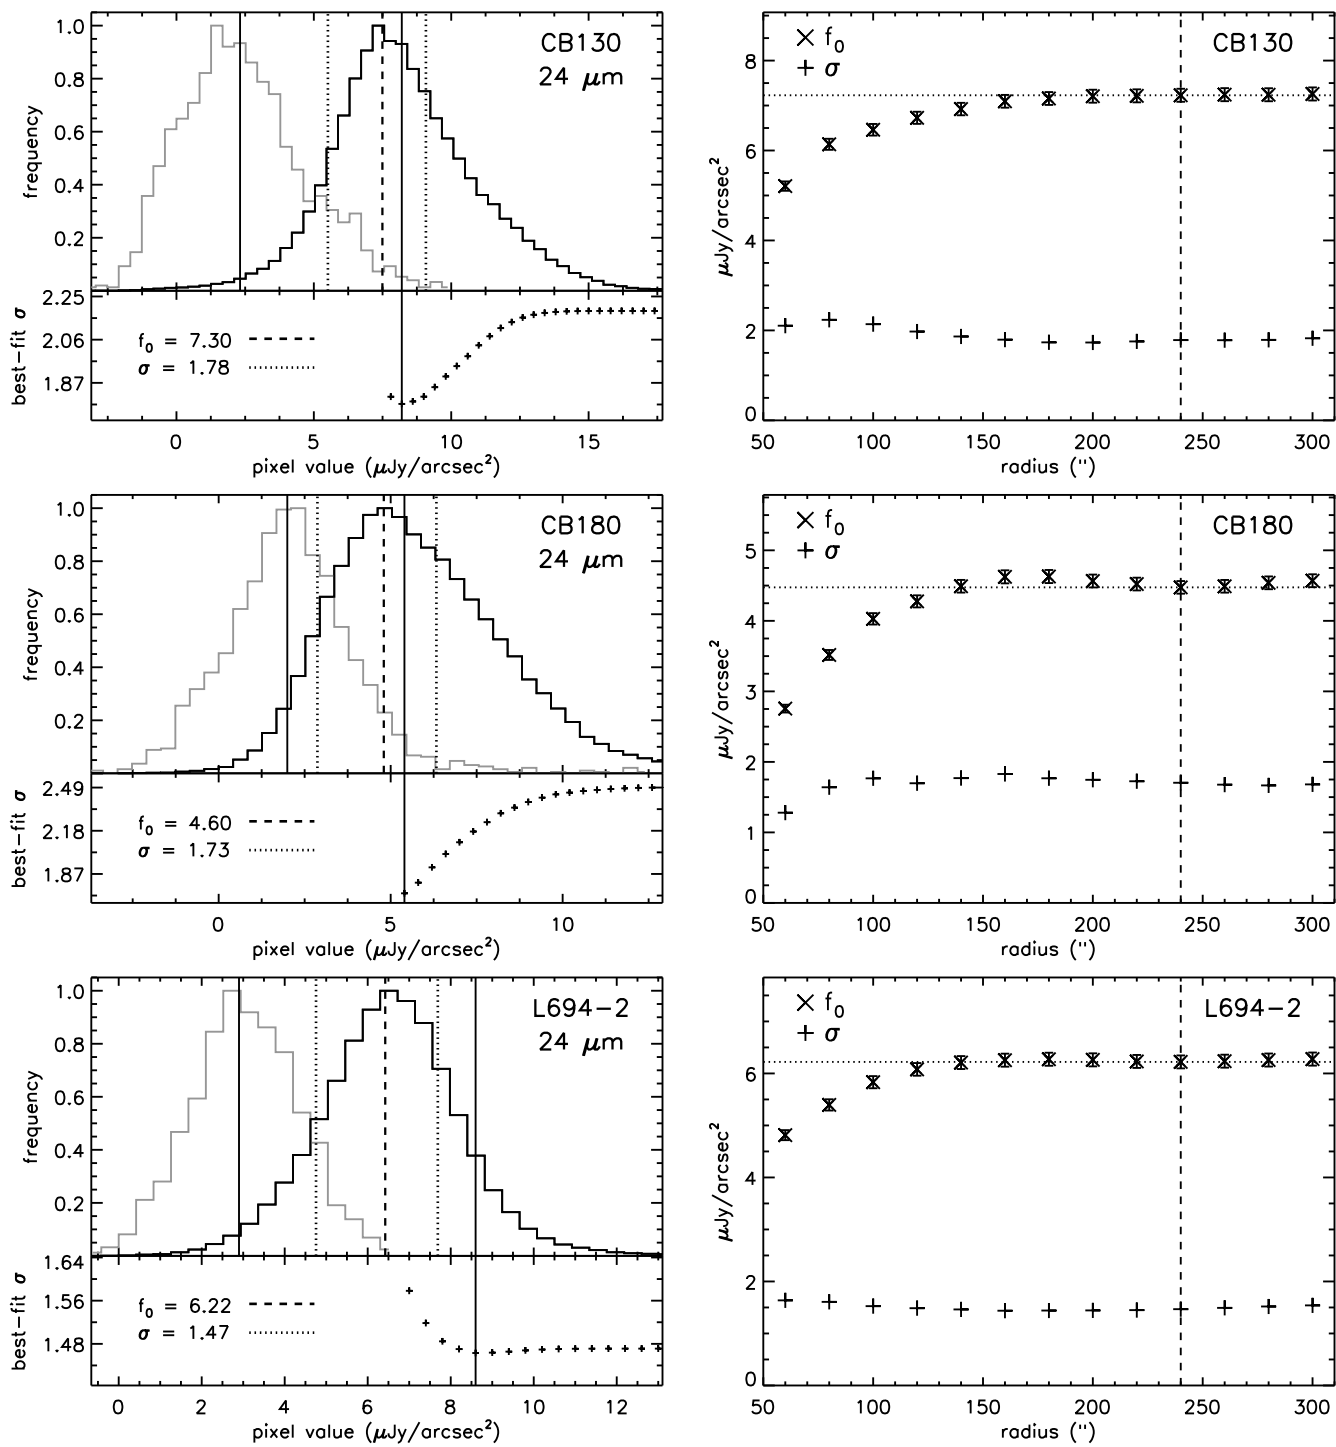 CB130
24 μm
frequency
1.0
0.8
0.6
0.4
0.2
best-fit σ
2.25
2.06
1.87
f0 = 7.30
σ = 1.78
0 5 10 15
pixel value (μJy/arcsec²)
× f0
+ σ
CB130
μJy/arcsec²
8
6
4
2
0
50 100 150 200 250 300
radius (")
CB180
24 μm
frequency
1.0
0.8
0.6
0.4
0.2
best-fit σ
2.49
2.18
1.87
f0 = 4.60
σ = 1.73
0 5 10
pixel value (μJy/arcsec²)
× f0
+ σ
CB180
μJy/arcsec²
5
4
3
2
1
0
50 100 150 200 250 300
radius (")
L694-2
24 μm
frequency
1.0
0.8
0.6
0.4
0.2
best-fit σ
1.64
1.56
1.48
f0 = 6.22
σ = 1.47
0 2 4 6 8 10 12
pixel value (μJy/arcsec²)
× f0
+ σ
L694-2
μJy/arcsec²
6
4
2
0
50 100 150 200 250 300
radius (")